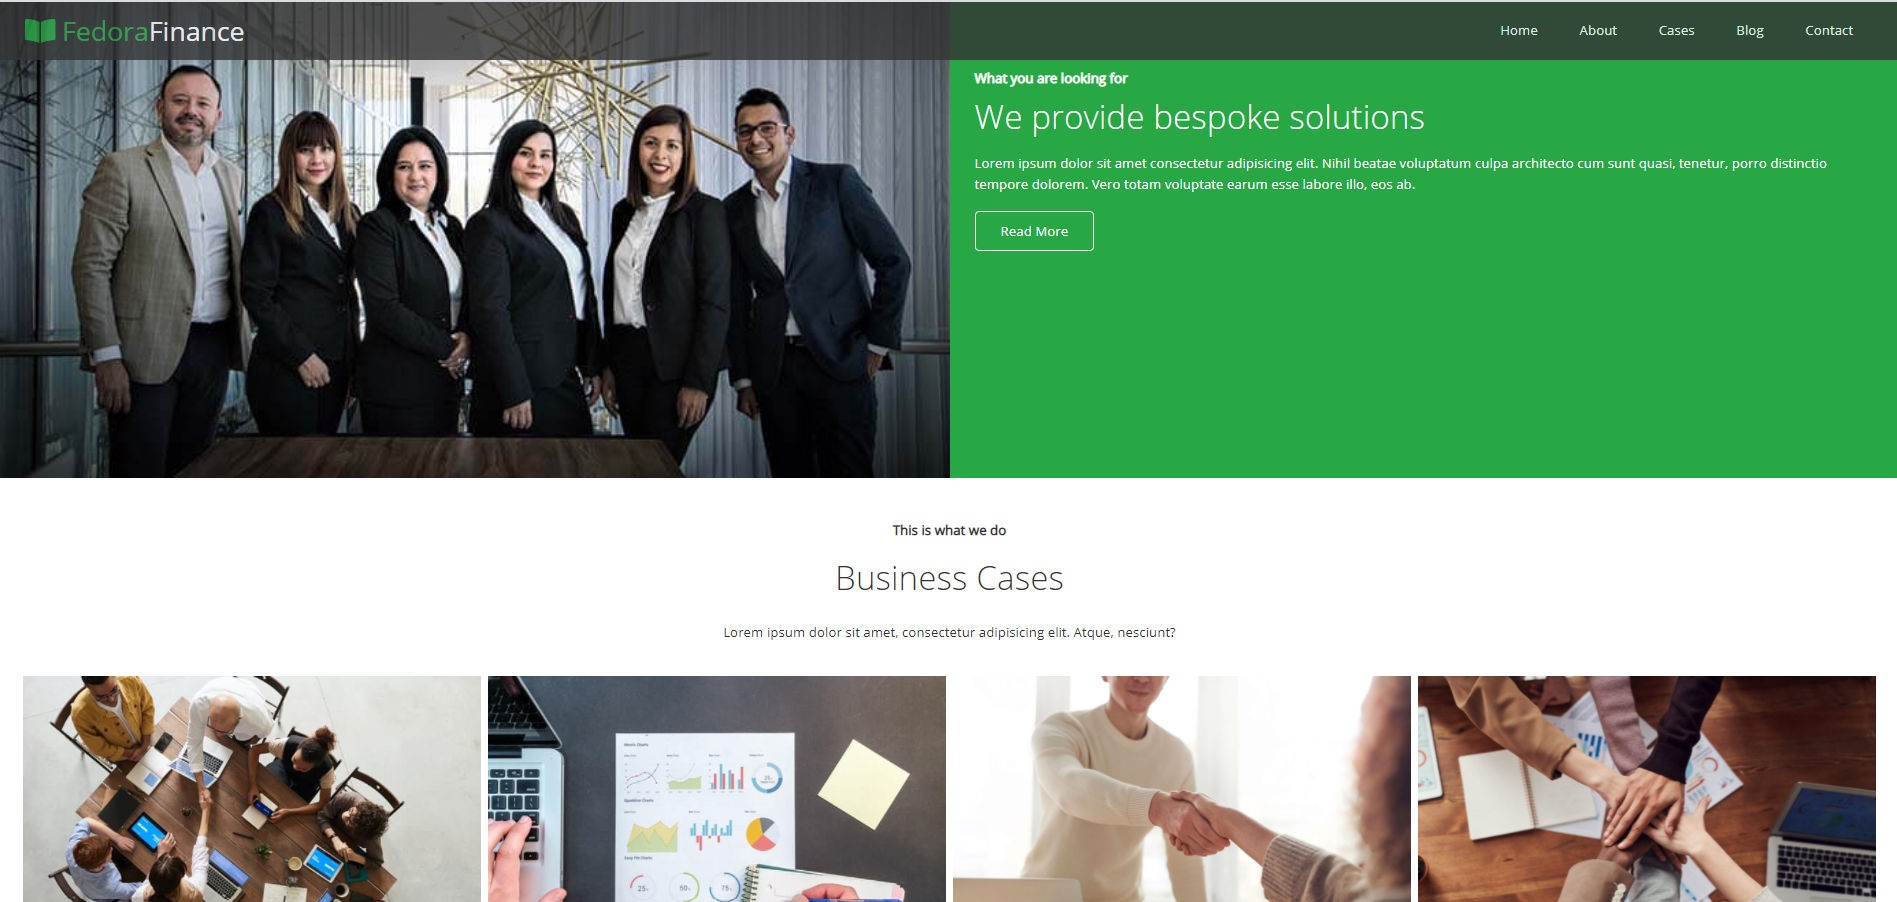 FedoraFinance
Home About Cases Blog Contact
What you are looking for
We provide bespoke solutions
Lorem ipsum dolor sit amet consectetur adipisicing elit. Nihil beatae voluptatum culpa architecto cum sunt quasi, tenetur, porro distinctio
tempore dolorem. Vero totam voluptate earum esse labore illo, eos ab.
Read More
This is what we do
Business Cases
Lorem ipsum dolor sit amet, consectetur adipisicing elit. Atque, nesciunt?
25%
50%
75%